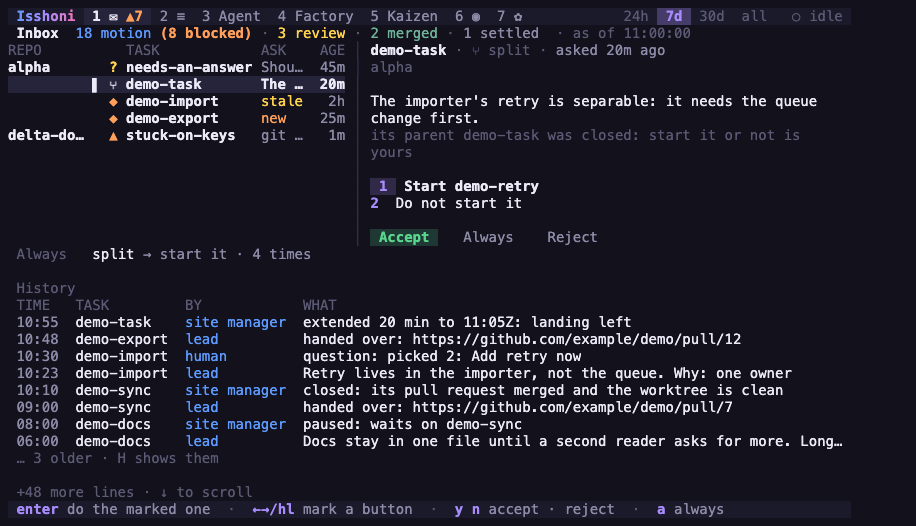 Isshoni 1 ✉ ▲7 2 ≡ 3 Agent 4 Factory 5 Kaizen 6 ◉ 7 ✿ 24h 7d 30d all ○ idle
Inbox 18 motion (8 blocked) · 3 review · 2 merged · 1 settled · as of 11:00:00
REPO TASK ASK AGE
alpha ? needs-an-answer Shou… 45m
⑂ demo-task The … 20m
◆ demo-import stale 2h
◆ demo-export new 25m
delta-do… ▲ stuck-on-keys git … 1m
demo-task · ⑂ split · asked 20m ago
alpha
The importer's retry is separable: it needs the queue
change first.
its parent demo-task was closed: start it or not is
yours
1 Start demo-retry
2 Do not start it
Accept Always Reject
Always split → start it · 4 times
History
TIME TASK BY WHAT
10:55 demo-task site manager extended 20 min to 11:05Z: landing left
10:48 demo-export lead handed over: https://github.com/example/demo/pull/12
10:30 demo-import human question: picked 2: Add retry now
10:23 demo-import lead Retry lives in the importer, not the queue. Why: one owner
10:10 demo-sync site manager closed: its pull request merged and the worktree is clean
09:00 demo-sync lead handed over: https://github.com/example/demo/pull/7
08:00 demo-docs site manager paused: waits on demo-sync
06:00 demo-docs lead Docs stay in one file until a second reader asks for more. Long…
… 3 older · H shows them
+48 more lines · ↓ to scroll
enter do the marked one · ←→/hl mark a button · y n accept · reject · a always